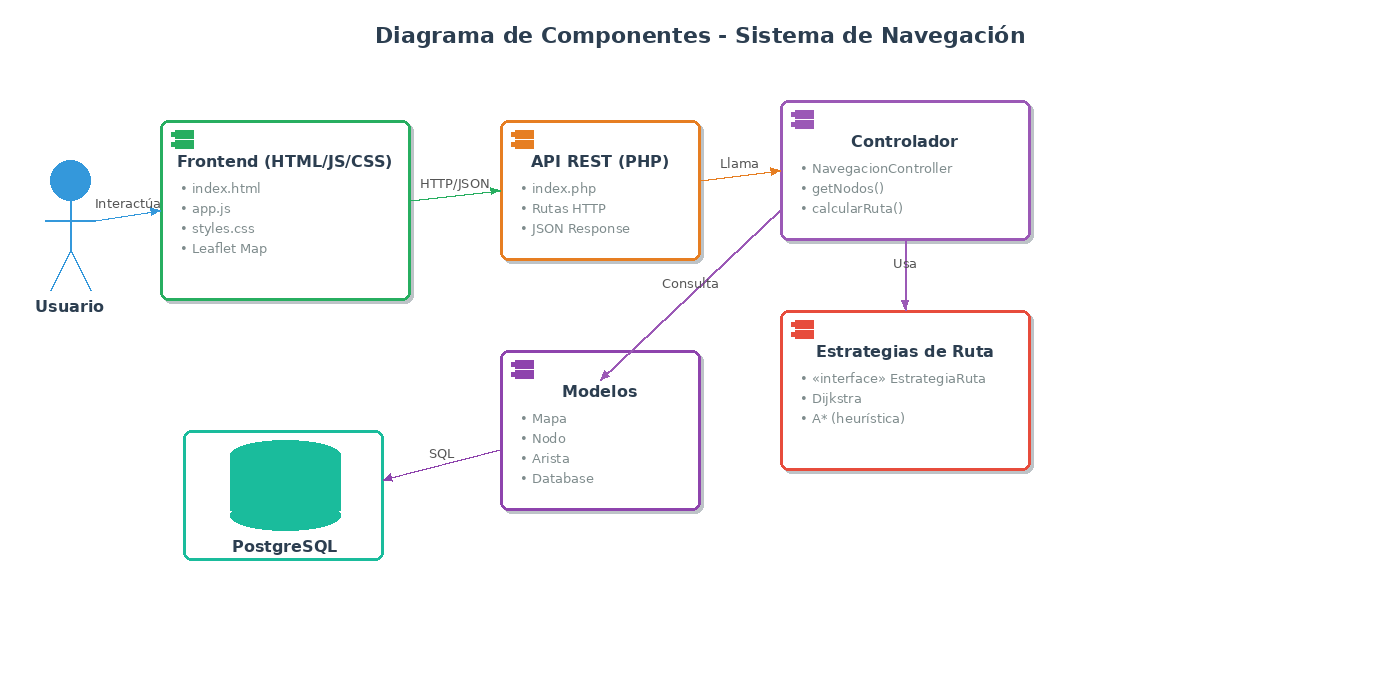 Diagrama de Componentes - Sistema de Navegación
Usuario
Interactúa
Frontend (HTML/JS/CSS)
• index.html
• app.js
• styles.css
• Leaflet Map
HTTP/JSON
API REST (PHP)
• index.php
• Rutas HTTP
• JSON Response
Llama
Controlador
• NavegacionController
• getNodos()
• calcularRuta()
Consulta
Usa
Modelos
• Mapa
• Nodo
• Arista
• Database
Estrategias de Ruta
• «interface» EstrategiaRuta
• Dijkstra
• A* (heurística)
SQL
PostgreSQL